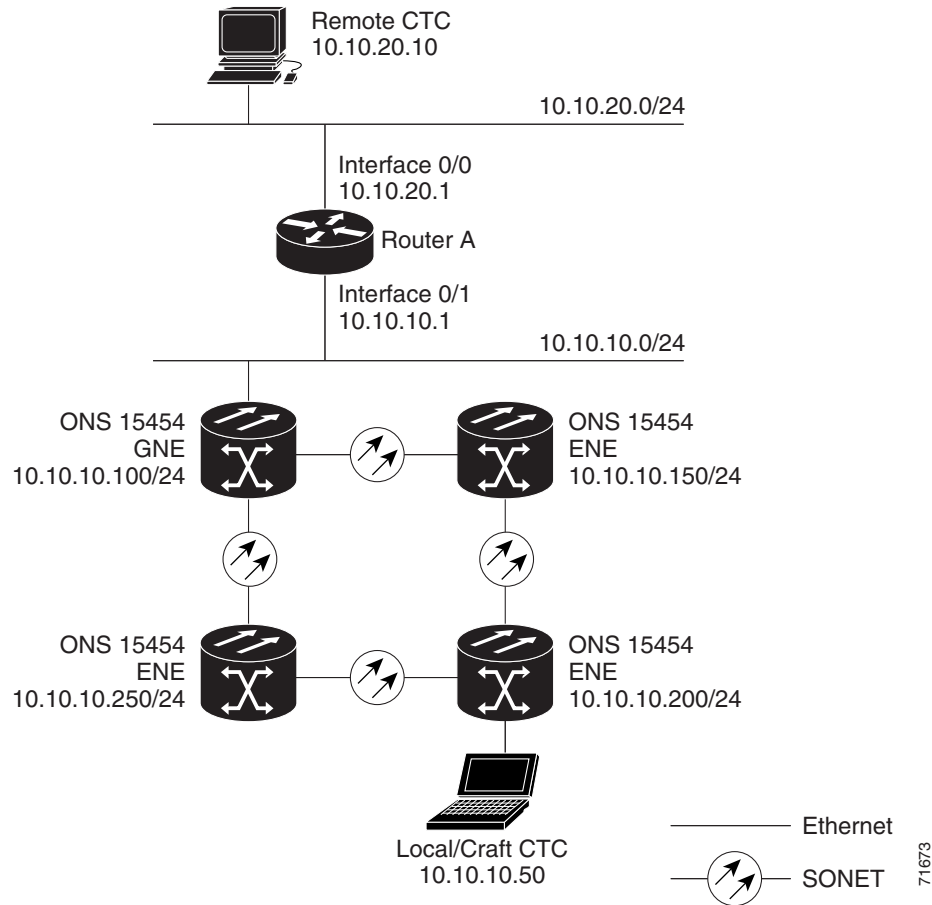 Remote CTC
10.10.20.10
10.10.20.0/24
Interface 0/0
10.10.20.1
Router A
Interface 0/1
10.10.10.1
10.10.10.0/24
ONS 15454
GNE
10.10.10.100/24
ONS 15454
ENE
10.10.10.150/24
ONS 15454
ENE
10.10.10.250/24
ONS 15454
ENE
10.10.10.200/24
Local/Craft CTC
10.10.10.50
Ethernet
SONET
71673